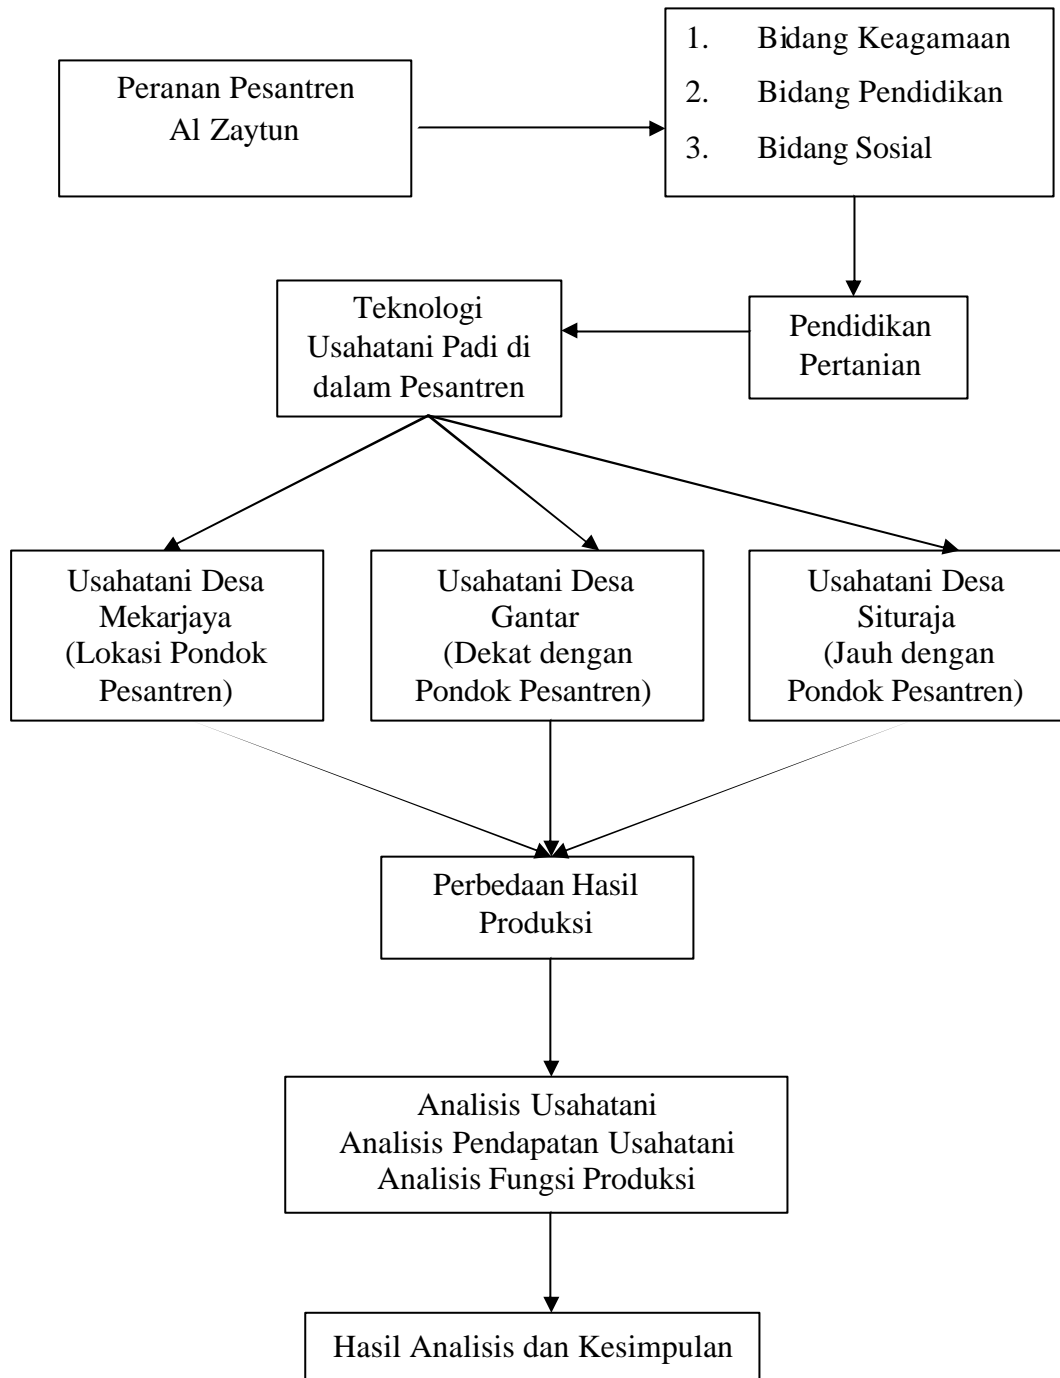 Peranan Pesantren
Al Zaytun
1. Bidang Keagamaan
2. Bidang Pendidikan
3. Bidang Sosial
Teknologi
Usahatani Padi di
dalam Pesantren
Pendidikan
Pertanian
Usahatani Desa
Mekarjaya
(Lokasi Pondok
Pesantren)
Usahatani Desa
Gantar
(Dekat dengan
Pondok Pesantren)
Usahatani Desa
Situraja
(Jauh dengan
Pondok Pesantren)
Perbedaan Hasil
Produksi
Analisis Usahatani
Analisis Pendapatan Usahatani
Analisis Fungsi Produksi
Hasil Analisis dan Kesimpulan